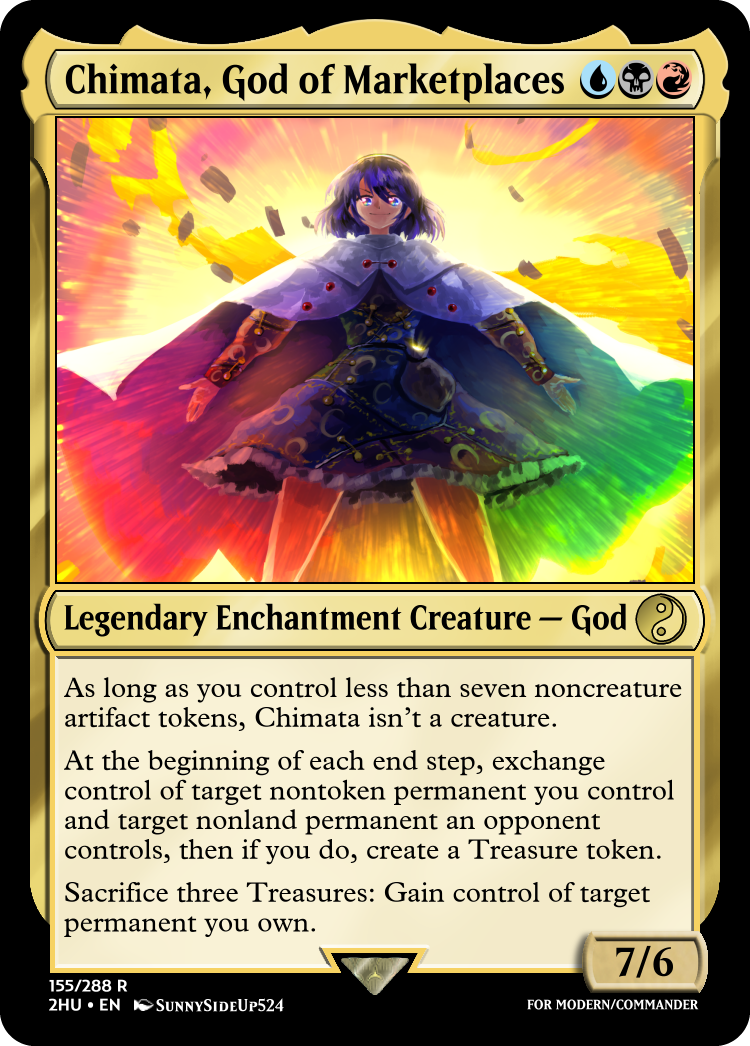 Chimata, God of Marketplaces
Legendary Enchantment Creature — God
As long as you control less than seven noncreature
artifact tokens, Chimata isn't a creature.
At the beginning of each end step, exchange
control of target nontoken permanent you control
and target nonland permanent an opponent
controls, then if you do, create a Treasure token.
Sacrifice three Treasures: Gain control of target
permanent you own.
7/6
155/288 R
2HU • EN SunnySideUp524
FOR MODERN/COMMANDER